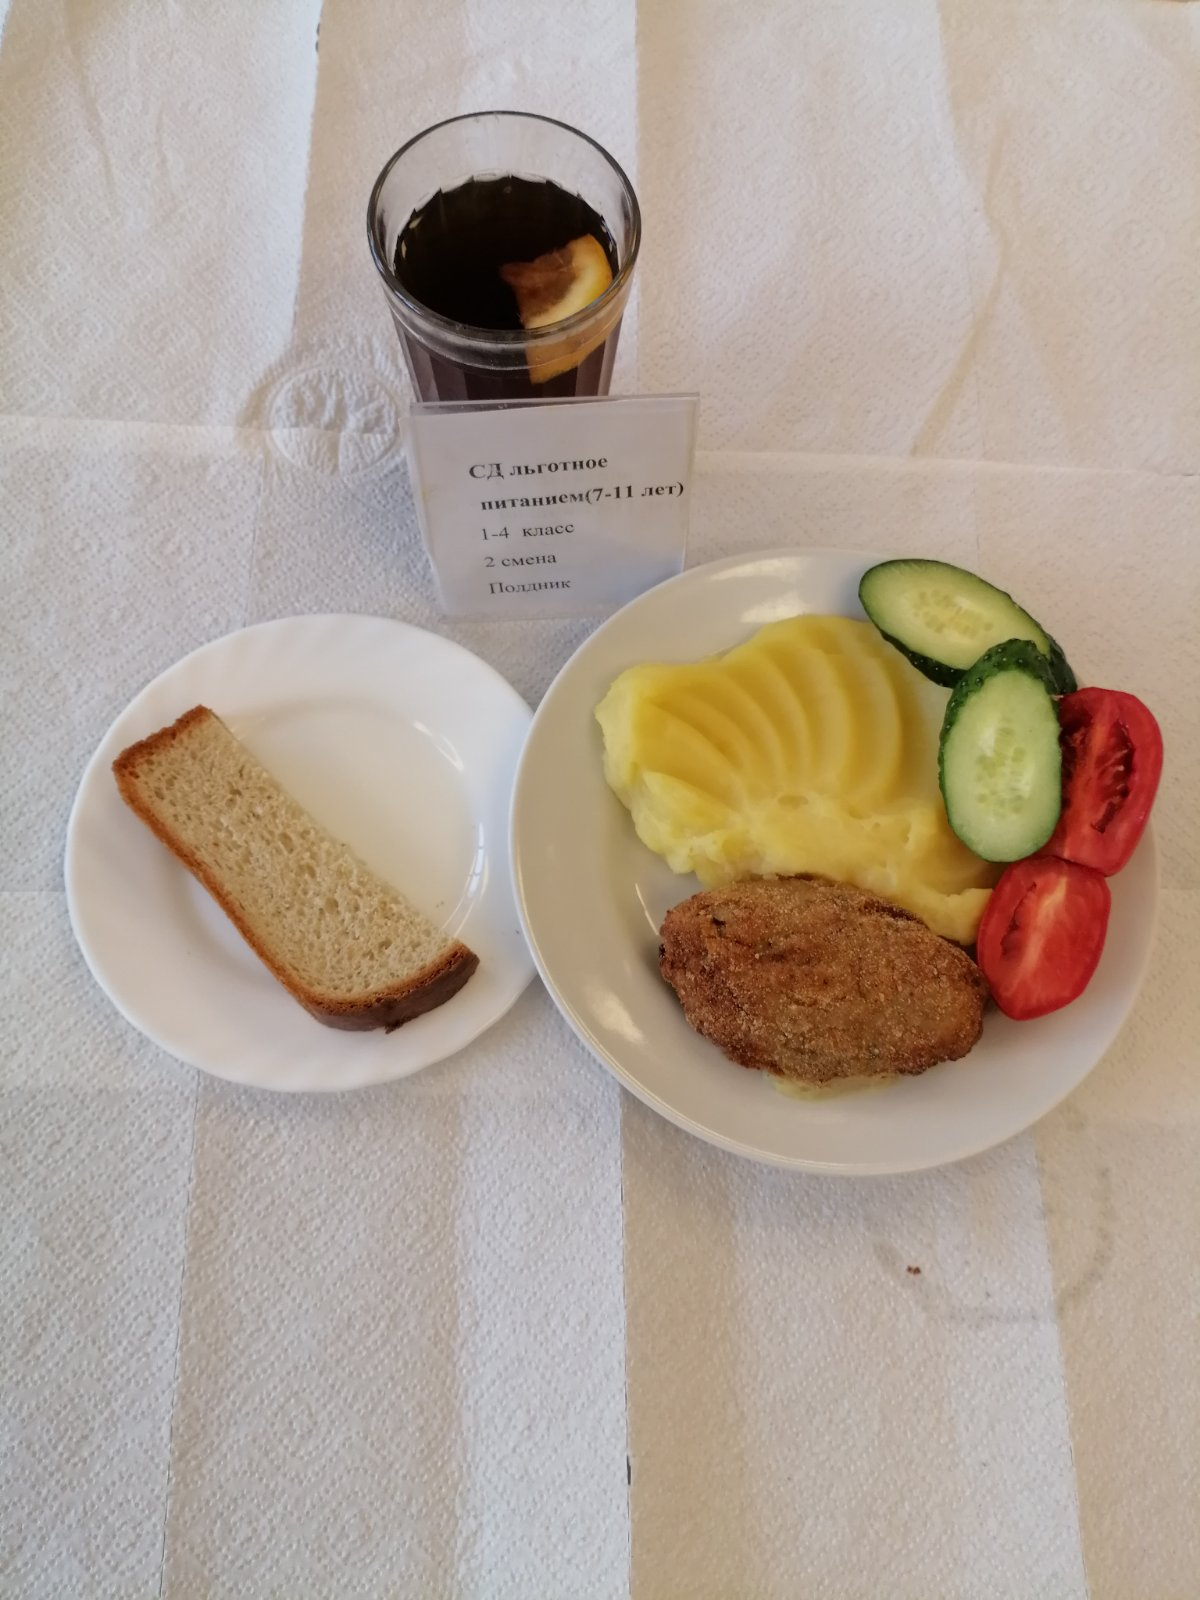 СД льготное
питанием(7-11 лет)
1-4 класс
2 смена
Полдник